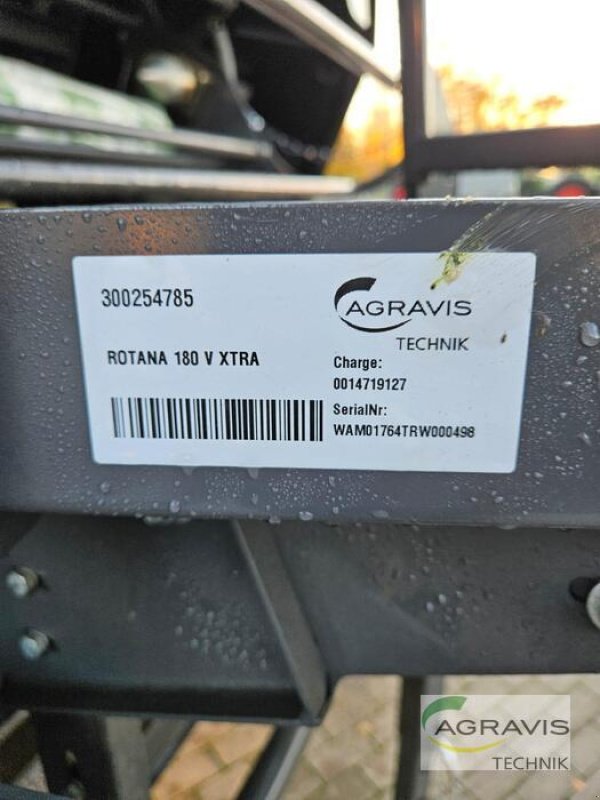 300254785
AGRAVIS
TECHNIK
ROTANA 180 V XTRA
Charge:
0014719127
SerialNr:
WAM01764TRW000498
AGRAVIS
TECHNIK